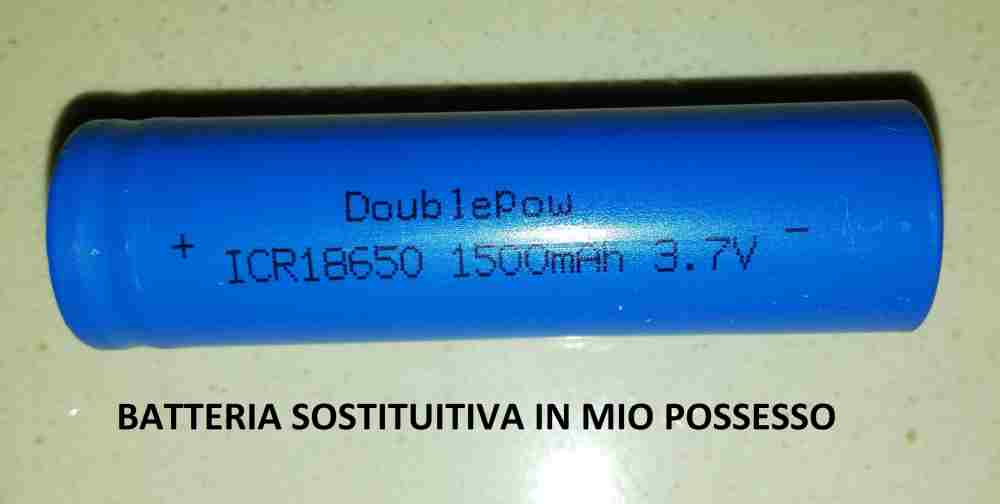 DoublePow
+ ICR18650 1500mAh 3.7V -
BATTERIA SOSTITUITIVA IN MIO POSSESSO